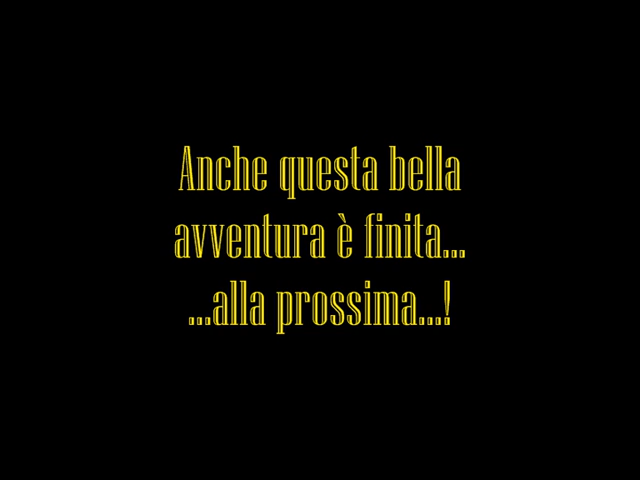 Anche questa bella
avventura è finita...
...alla prossima...!